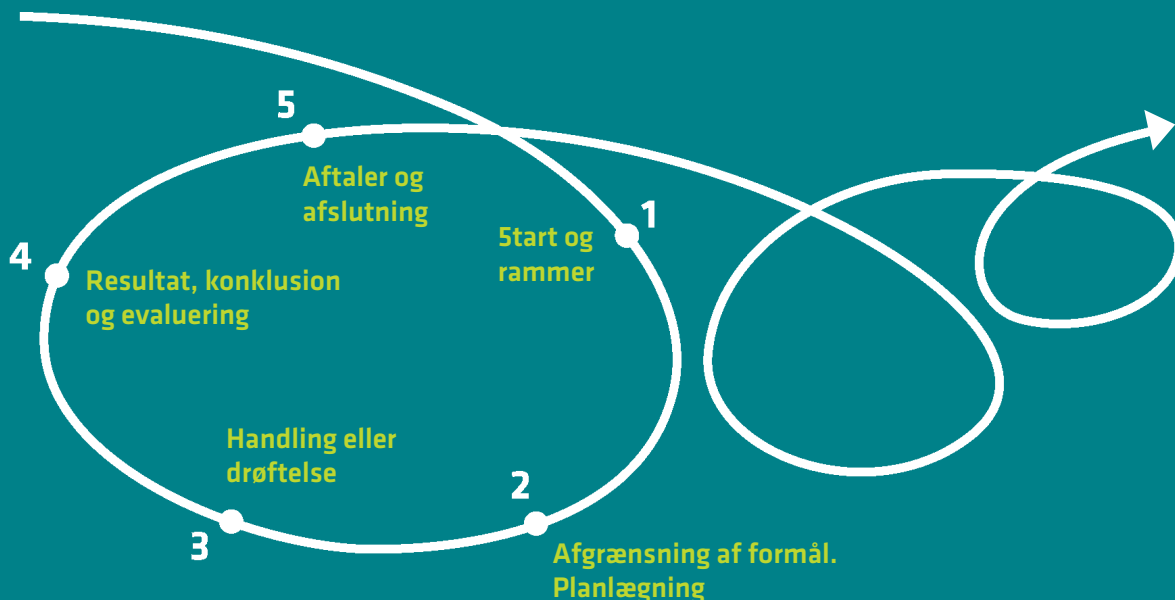 5
Aftaler og
afslutning
1
Start og
rammer
4
Resultat, konklusion
og evaluering
Handling eller
drøftelse
2
3
Afgrænsning af formål.
Planlægning